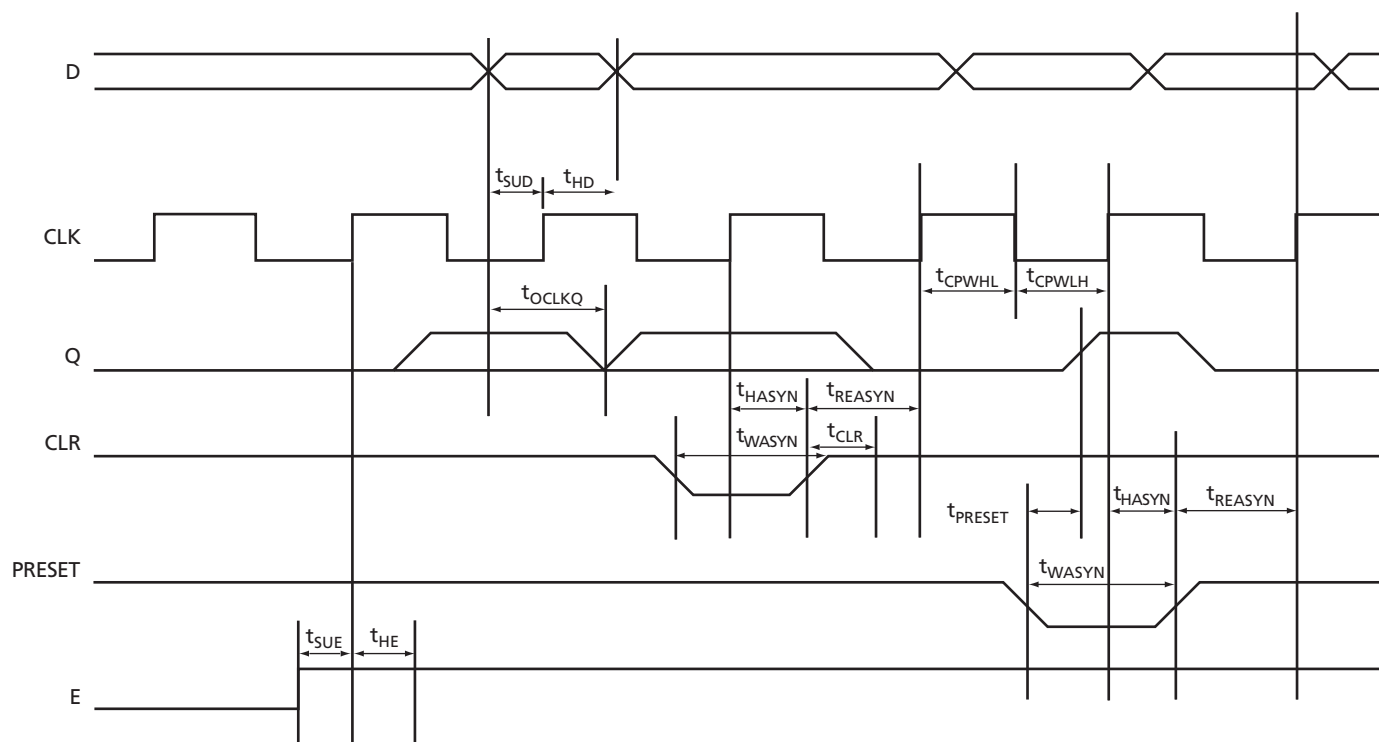 D
tSUD tHD
CLK
tCPWHL tCPWLH
tOCLKQ
Q
tHASYN tREASYN
CLR
tWASYN tCLR
tPRESET tHASYN tREASYN
PRESET
tWASYN
tSUE tHE
E